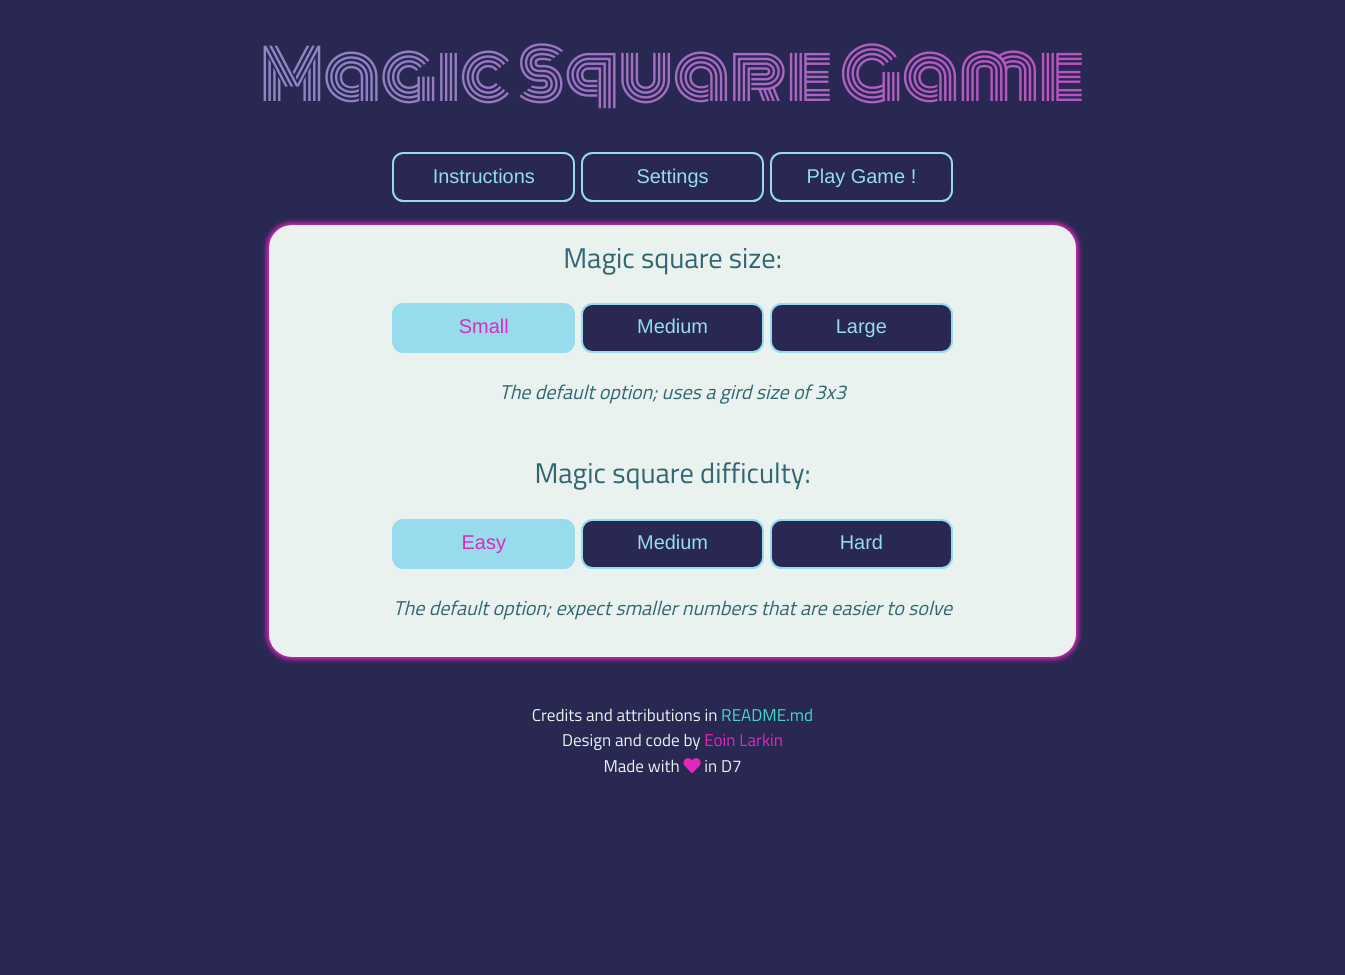 Magic Square Game
Instructions Settings Play Game !
Magic square size:
Small Medium Large
The default option; uses a gird size of 3x3
Magic square difficulty:
Easy Medium Hard
The default option; expect smaller numbers that are easier to solve
Credits and attributions in README.md
Design and code by Eoin Larkin
Made with in D7